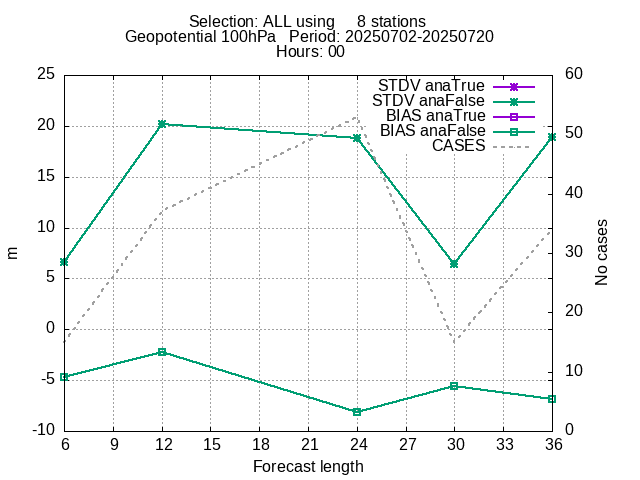 Selection: ALL using     8 stations
Geopotential 100hPa   Period: 20250702-20250720
Hours: 00
25
20
15
10
5
0
-5
-10
m
60
50
40
30
20
10
0
No cases
STDV anaTrue
STDV anaFalse
BIAS anaTrue
BIAS anaFalse
CASES
6 9 12 15 18 21 24 27 30 33 36
Forecast length